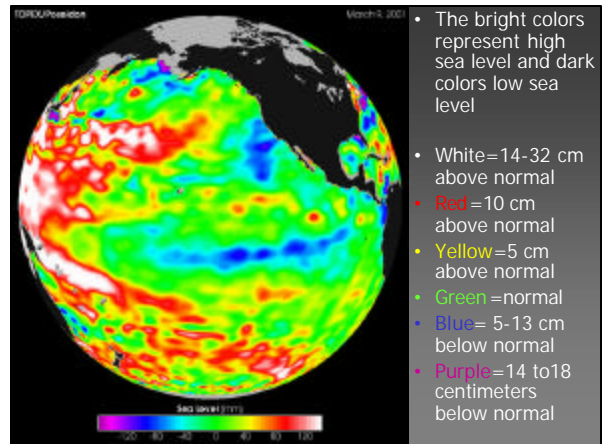 TOPEX/Poseidon
March 9, 2001
• The bright colors
represent high
sea level and dark
colors low sea
level
• White=14-32 cm
above normal
• Red=10 cm
above normal
• Yellow=5 cm
above normal
• Green=normal
• Blue= 5-13 cm
below normal
• Purple=14 to18
centimeters
below normal
Sea Level [mm]
-120 -80 -40 0 40 80 120